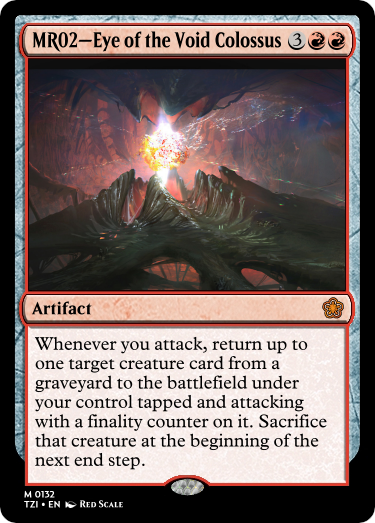 MR02—Eye of the Void Colossus 3
Artifact
Whenever you attack, return up to
one target creature card from a
graveyard to the battlefield under
your control tapped and attacking
with a finality counter on it. Sacrifice
that creature at the beginning of the
next end step.
M 0132
TZI • EN Red Scale